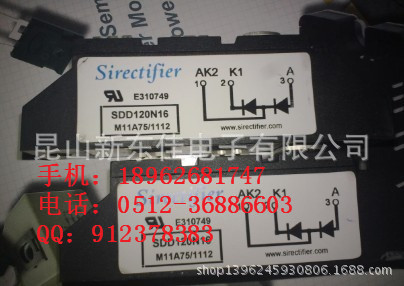 Sirectifier
AK2 K1 A
1 2 3
E310749
SDD120N16
M11A75/1112
www.sirectifier.com
昆山新东佳电子有限公司
手机：18962681747
Sirectifier
AK2 K1 A
电话：0512-36886603
1 2 3
E310749
SDD120N16
QQ：912378383
M11A75/1112
www.sirectifier.com
shop1396245930806.1688.com